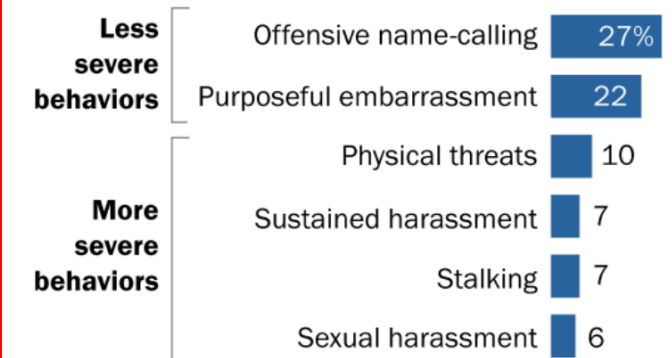 Less
severe
behaviors
Offensive name-calling 27%
Purposeful embarrassment 22
More
severe
behaviors
Physical threats 10
Sustained harassment 7
Stalking 7
Sexual harassment 6